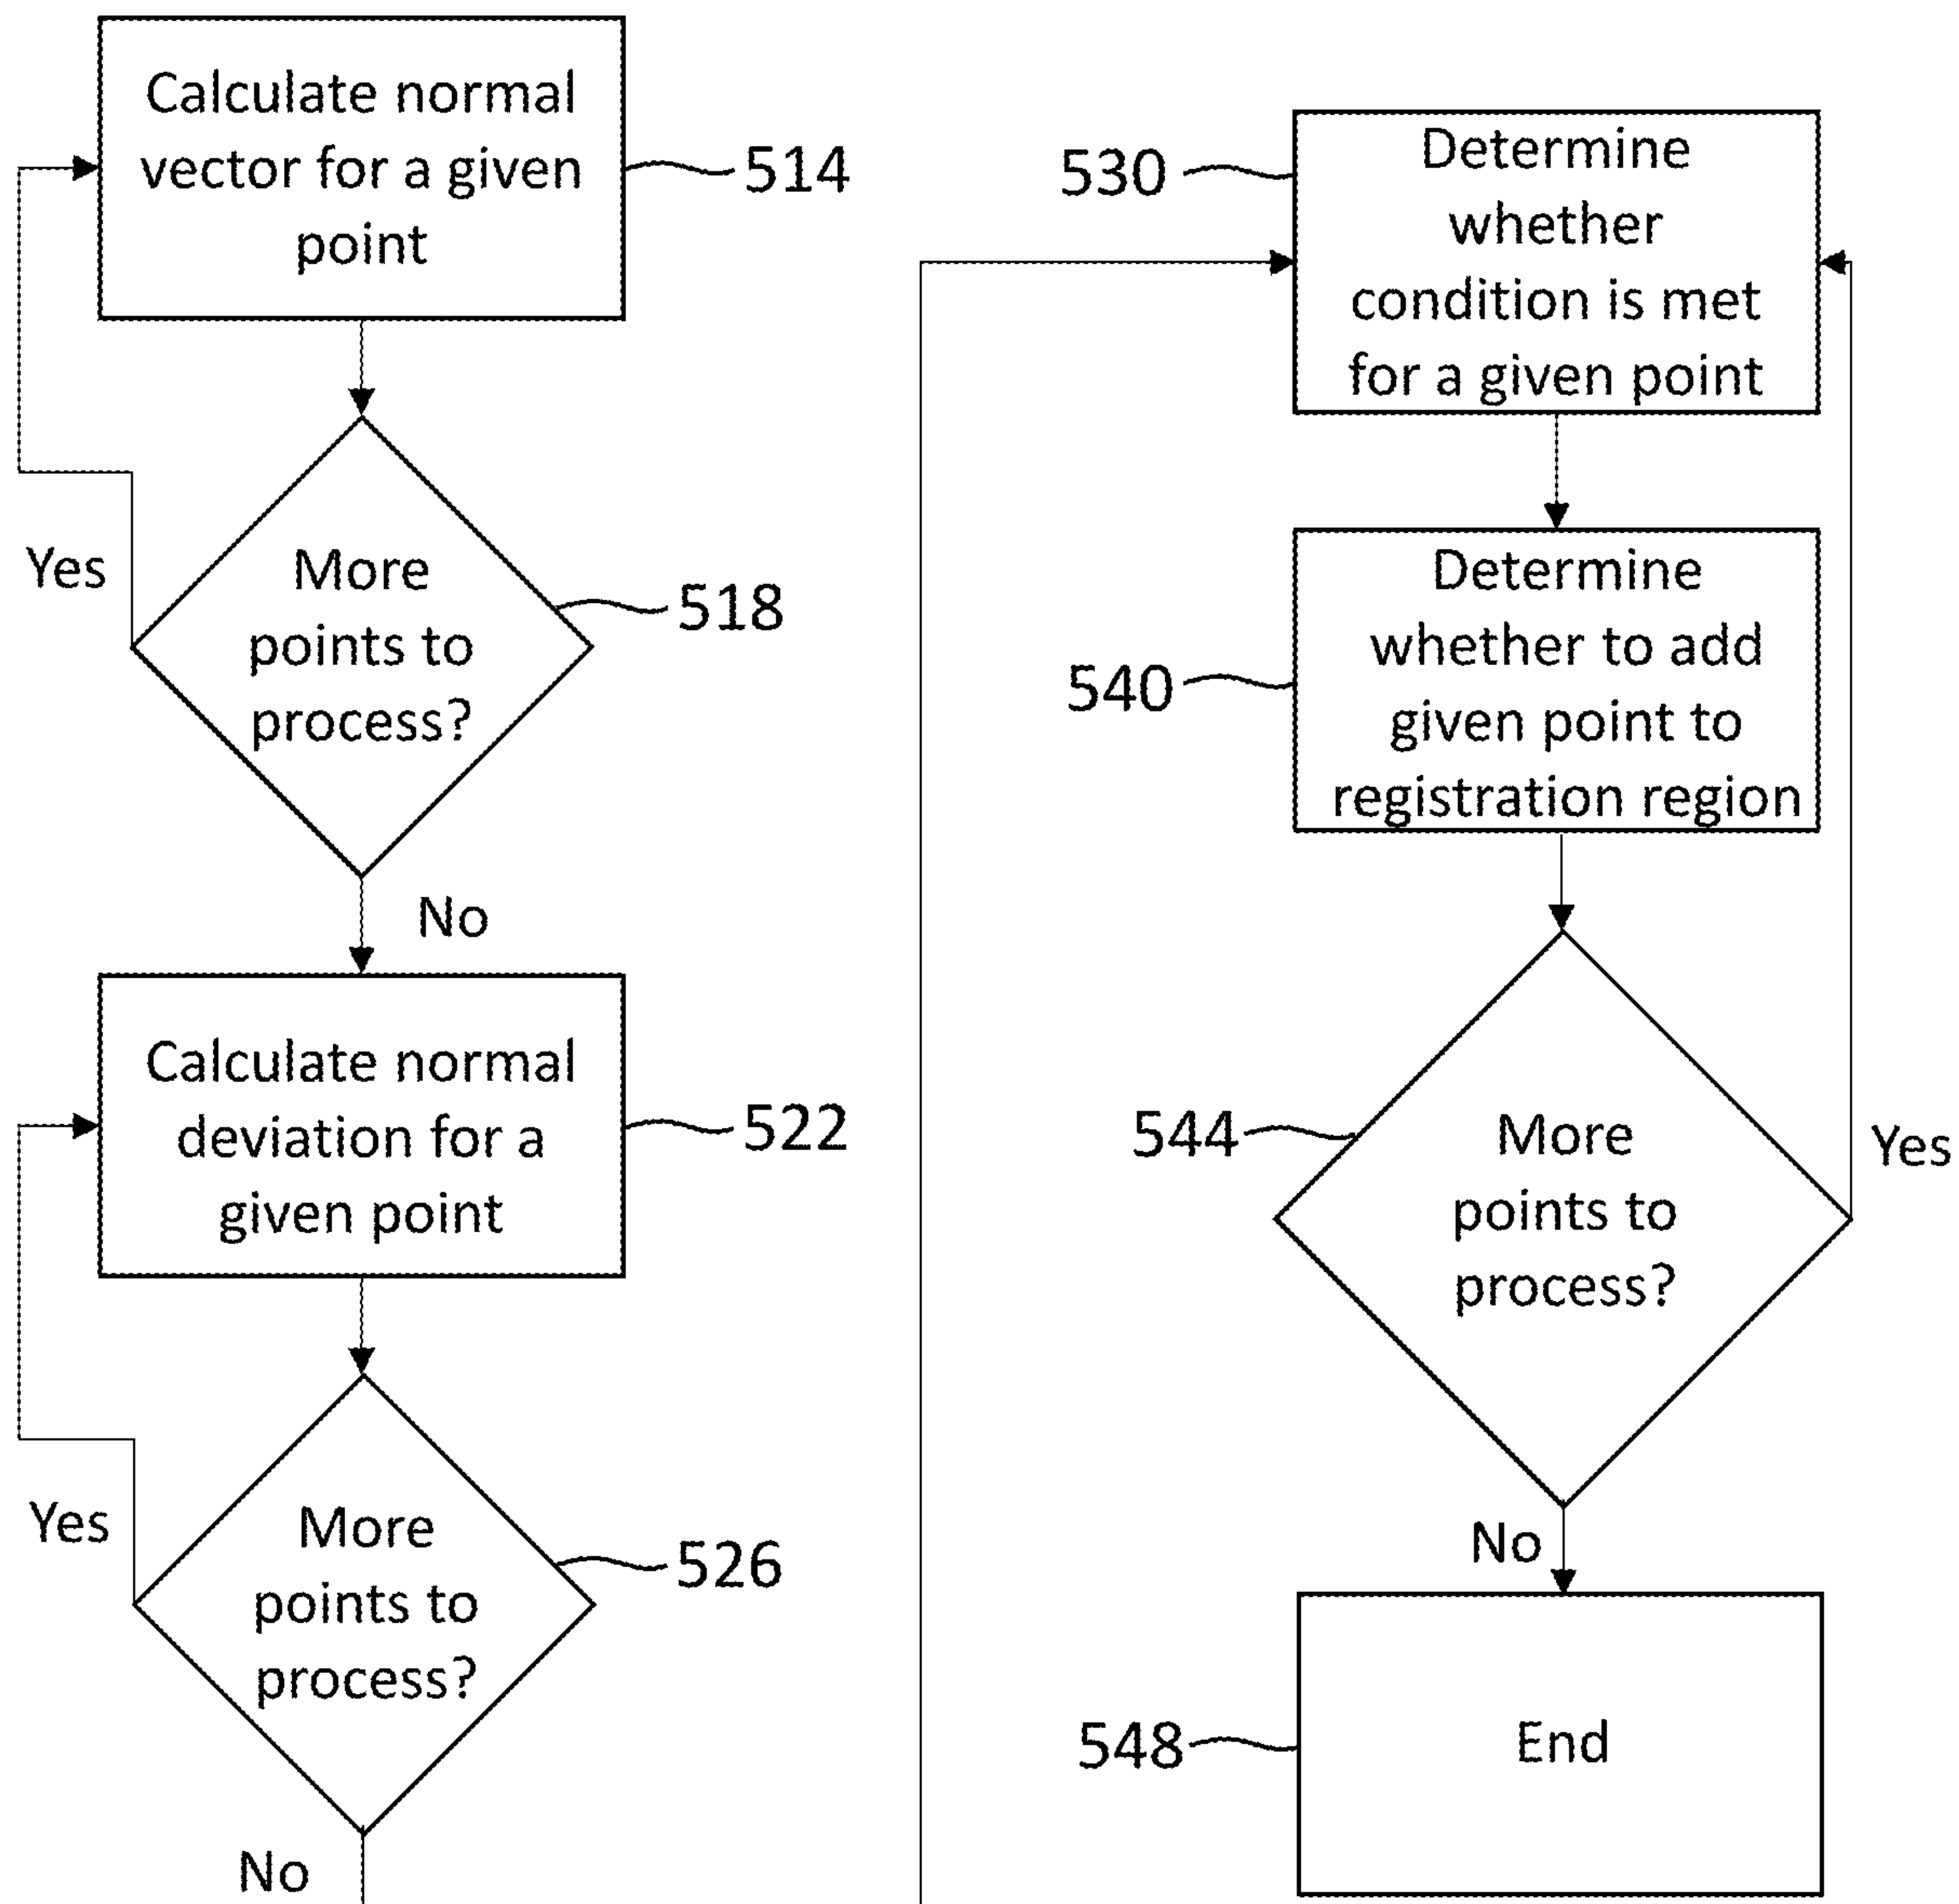 Calculate normal
vector for a given
point
514
More
points to
process?
518
Yes
No
Calculate normal
deviation for a
given point
522
More
points to
process?
526
Yes
No
530
Determine
whether
condition is met
for a given point
540
Determine
whether to add
given point to
registration region
544
More
points to
process?
Yes
No
548
End